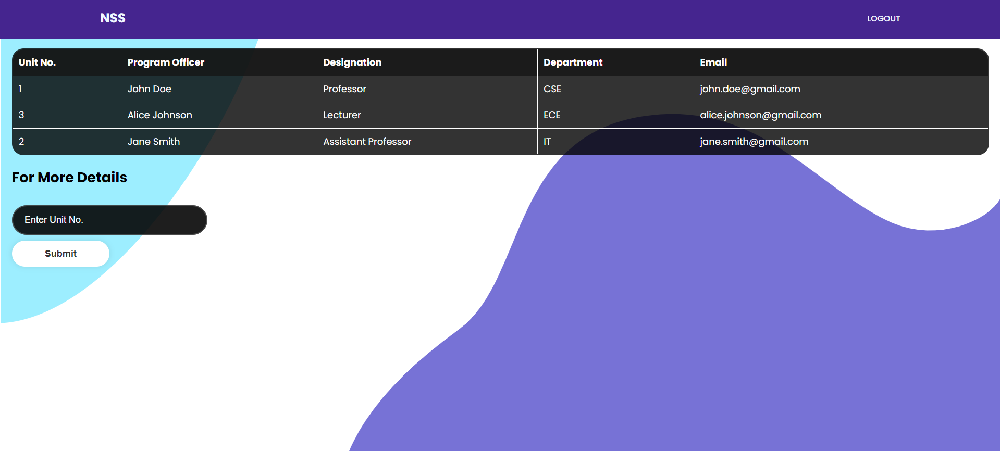 NSS LOGOUT
Unit No. Program Officer Designation Department Email
1 John Doe Professor CSE john.doe@gmail.com
3 Alice Johnson Lecturer ECE alice.johnson@gmail.com
2 Jane Smith Assistant Professor IT jane.smith@gmail.com
For More Details
Enter Unit No.
Submit